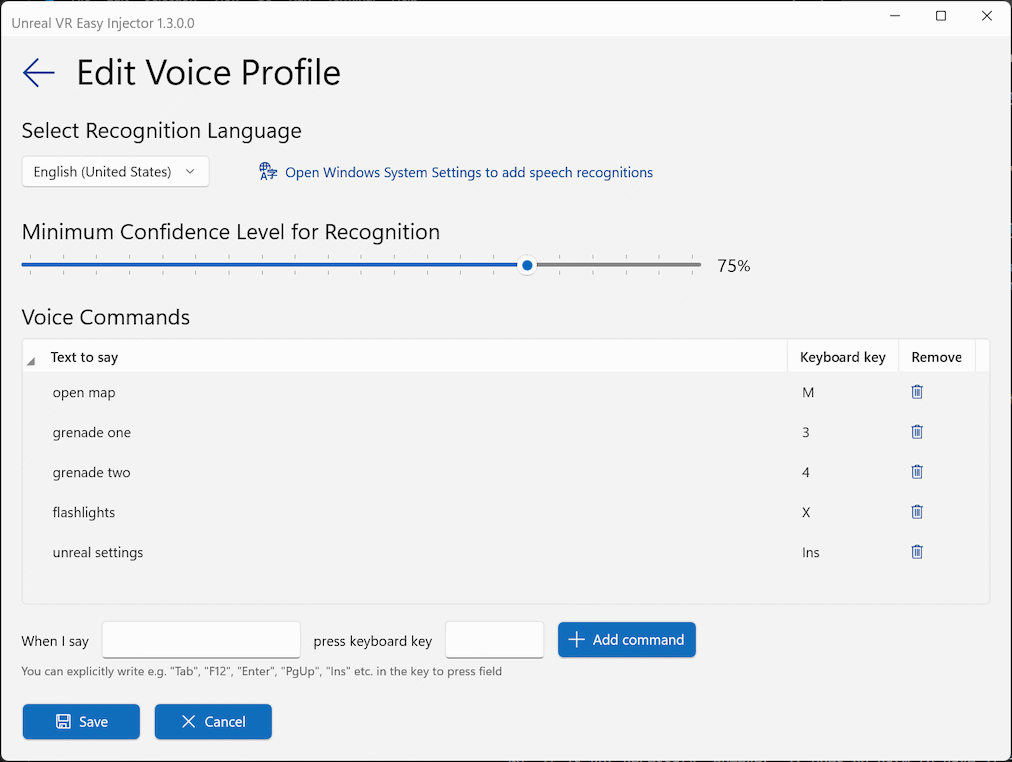 Unreal VR Easy Injector 1.3.0.0
Edit Voice Profile
Select Recognition Language
English (United States)
Open Windows System Settings to add speech recognitions
Minimum Confidence Level for Recognition
75%
Voice Commands
Text to say Keyboard key Remove
open map M
grenade one 3
grenade two 4
flashlights X
unreal settings Ins
When I say press keyboard key Add command
You can explicitly write e.g. "Tab", "F12", "Enter", "PgUp", "Ins" etc. in the key to press field
Save Cancel